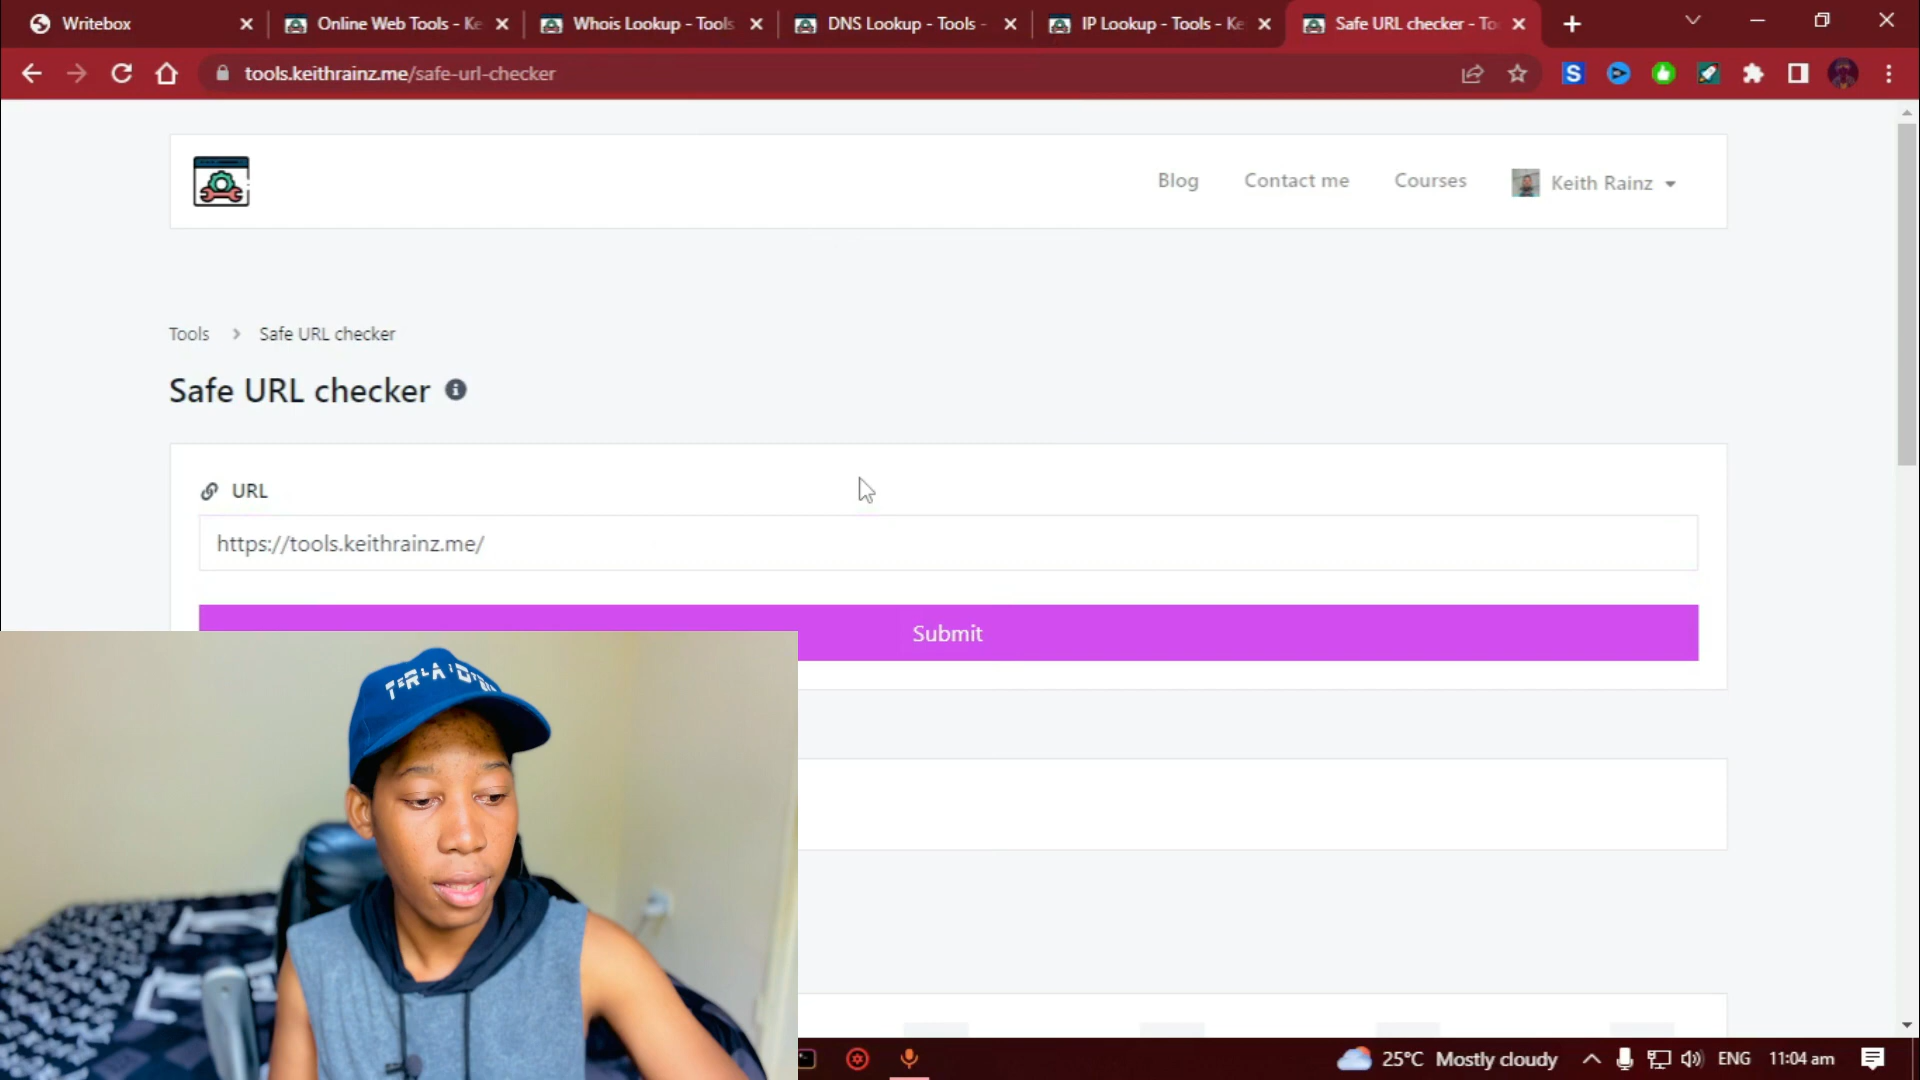 Writebox
Online Web Tools - Ke
Whois Lookup - Tools
DNS Lookup - Tools -
IP Lookup - Tools - Ke
Safe URL checker - To
tools.keithrainz.me/safe-url-checker
Blog
Contact me
Courses
Keith Rainz
Tools > Safe URL checker
Safe URL checker
URL
https://tools.keithrainz.me/
Submit
25°C Mostly cloudy
ENG
11:04 am